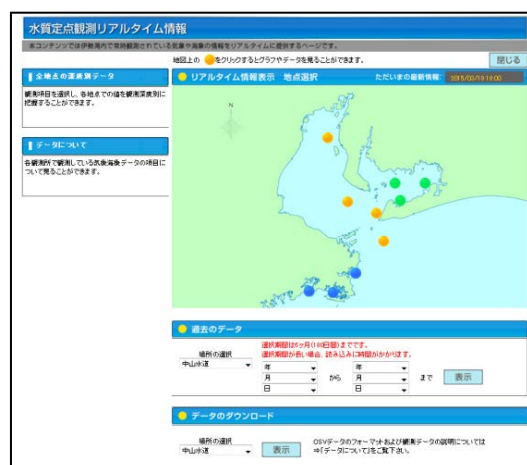 水質定点観測リアルタイム情報
本コンテンツでは伊勢湾内で常時観測されている気象や海象の情報をリアルタイムに提供するページです。
地図上の をクリックするとグラフやデータを見ることができます。
閉じる
全地点の深度別データ
観測項目を選択し、各地点での値を観測深度別に
把握することができます。
データについて
各観測所で観測している気象海象データの項目に
ついて見ることができます。
リアルタイム情報表示 地点選択
ただいまの最新情報:
N
過去のデータ
選択期間は6ヶ月(180日間)までです。
選択期間が長い場合、読み込みに時間がかかります。
場所の選択
中山水道
年
月
日
から
年
月
日
まで
表示
データのダウンロード
場所の選択
中山水道
表示
CSVデータのフォーマットおよび観測データの説明については
⇒「データについて」をご覧下さい。